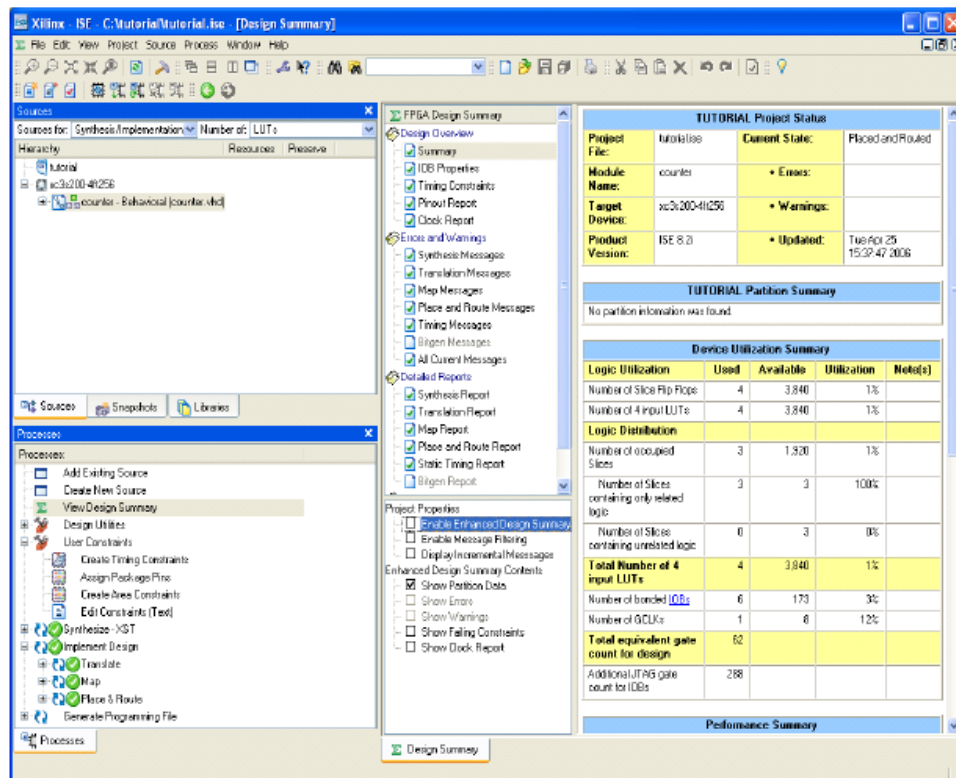 Xilinx - ISE - C:\tutorial\tutorial.ise - [Design Summary]
File Edit View Project Source Process Window Help
Sources
Sources for: Synthesis/Implementation Number of: LUTs
Hierarchy Resources Preserve
tutorial
xc3s200-4ft256
counter - Behavioral (counter.vhd)
Sources Snapshots Libraries
Processes
Processes:
Add Existing Source
Create New Source
View Design Summary
Design Utilities
User Constraints
Create Timing Constraints
Assign Package Pins
Create Area Constraints
Edit Constraints (Text)
Synthesize - XST
Implement Design
Translate
Map
Place & Route
Generate Programming File
Processes
FPGA Design Summary
Design Overview
Summary
IOB Properties
Timing Constraints
Pinout Report
Clock Report
Errors and Warnings
Synthesis Messages
Translation Messages
Map Messages
Place and Route Messages
Timing Messages
Bitgen Messages
All Current Messages
Detailed Reports
Synthesis Report
Translation Report
Map Report
Place and Route Report
Static Timing Report
Bitgen Report
Project Properties
Enable Enhanced Design Summary
Enable Message Filtering
Display Incremental Messages
Enhanced Design Summary Contents
Show Partition Data
Show Errors
Show Warnings
Show Failing Constraints
Show Clock Report
Design Summary
TUTORIAL Project Status
Project File: tutorial.ise Current State: Placed and Routed
Module Name: counter • Errors:
Target Device: xc3s200-4ft256 • Warnings:
Product Version: ISE 8.2i • Updated: Tue Apr 25
15:37:47 2006
TUTORIAL Partition Summary
No partition information was found.
Device Utilization Summary
Logic Utilization Used Available Utilization Note(s)
Number of Slice Flip Flops 4 3,840 1%
Number of 4 input LUTs 4 3,840 1%
Logic Distribution
Number of occupied Slices 3 1,920 1%
Number of Slices containing only related logic 3 3 100%
Number of Slices containing unrelated logic 0 3 0%
Total Number of 4 input LUTs 4 3,840 1%
Number of bonded IOBs 6 173 3%
Number of GCLKs 1 8 12%
Total equivalent gate count for design 62
Additional JTAG gate count for IOBs 288
Performance Summary